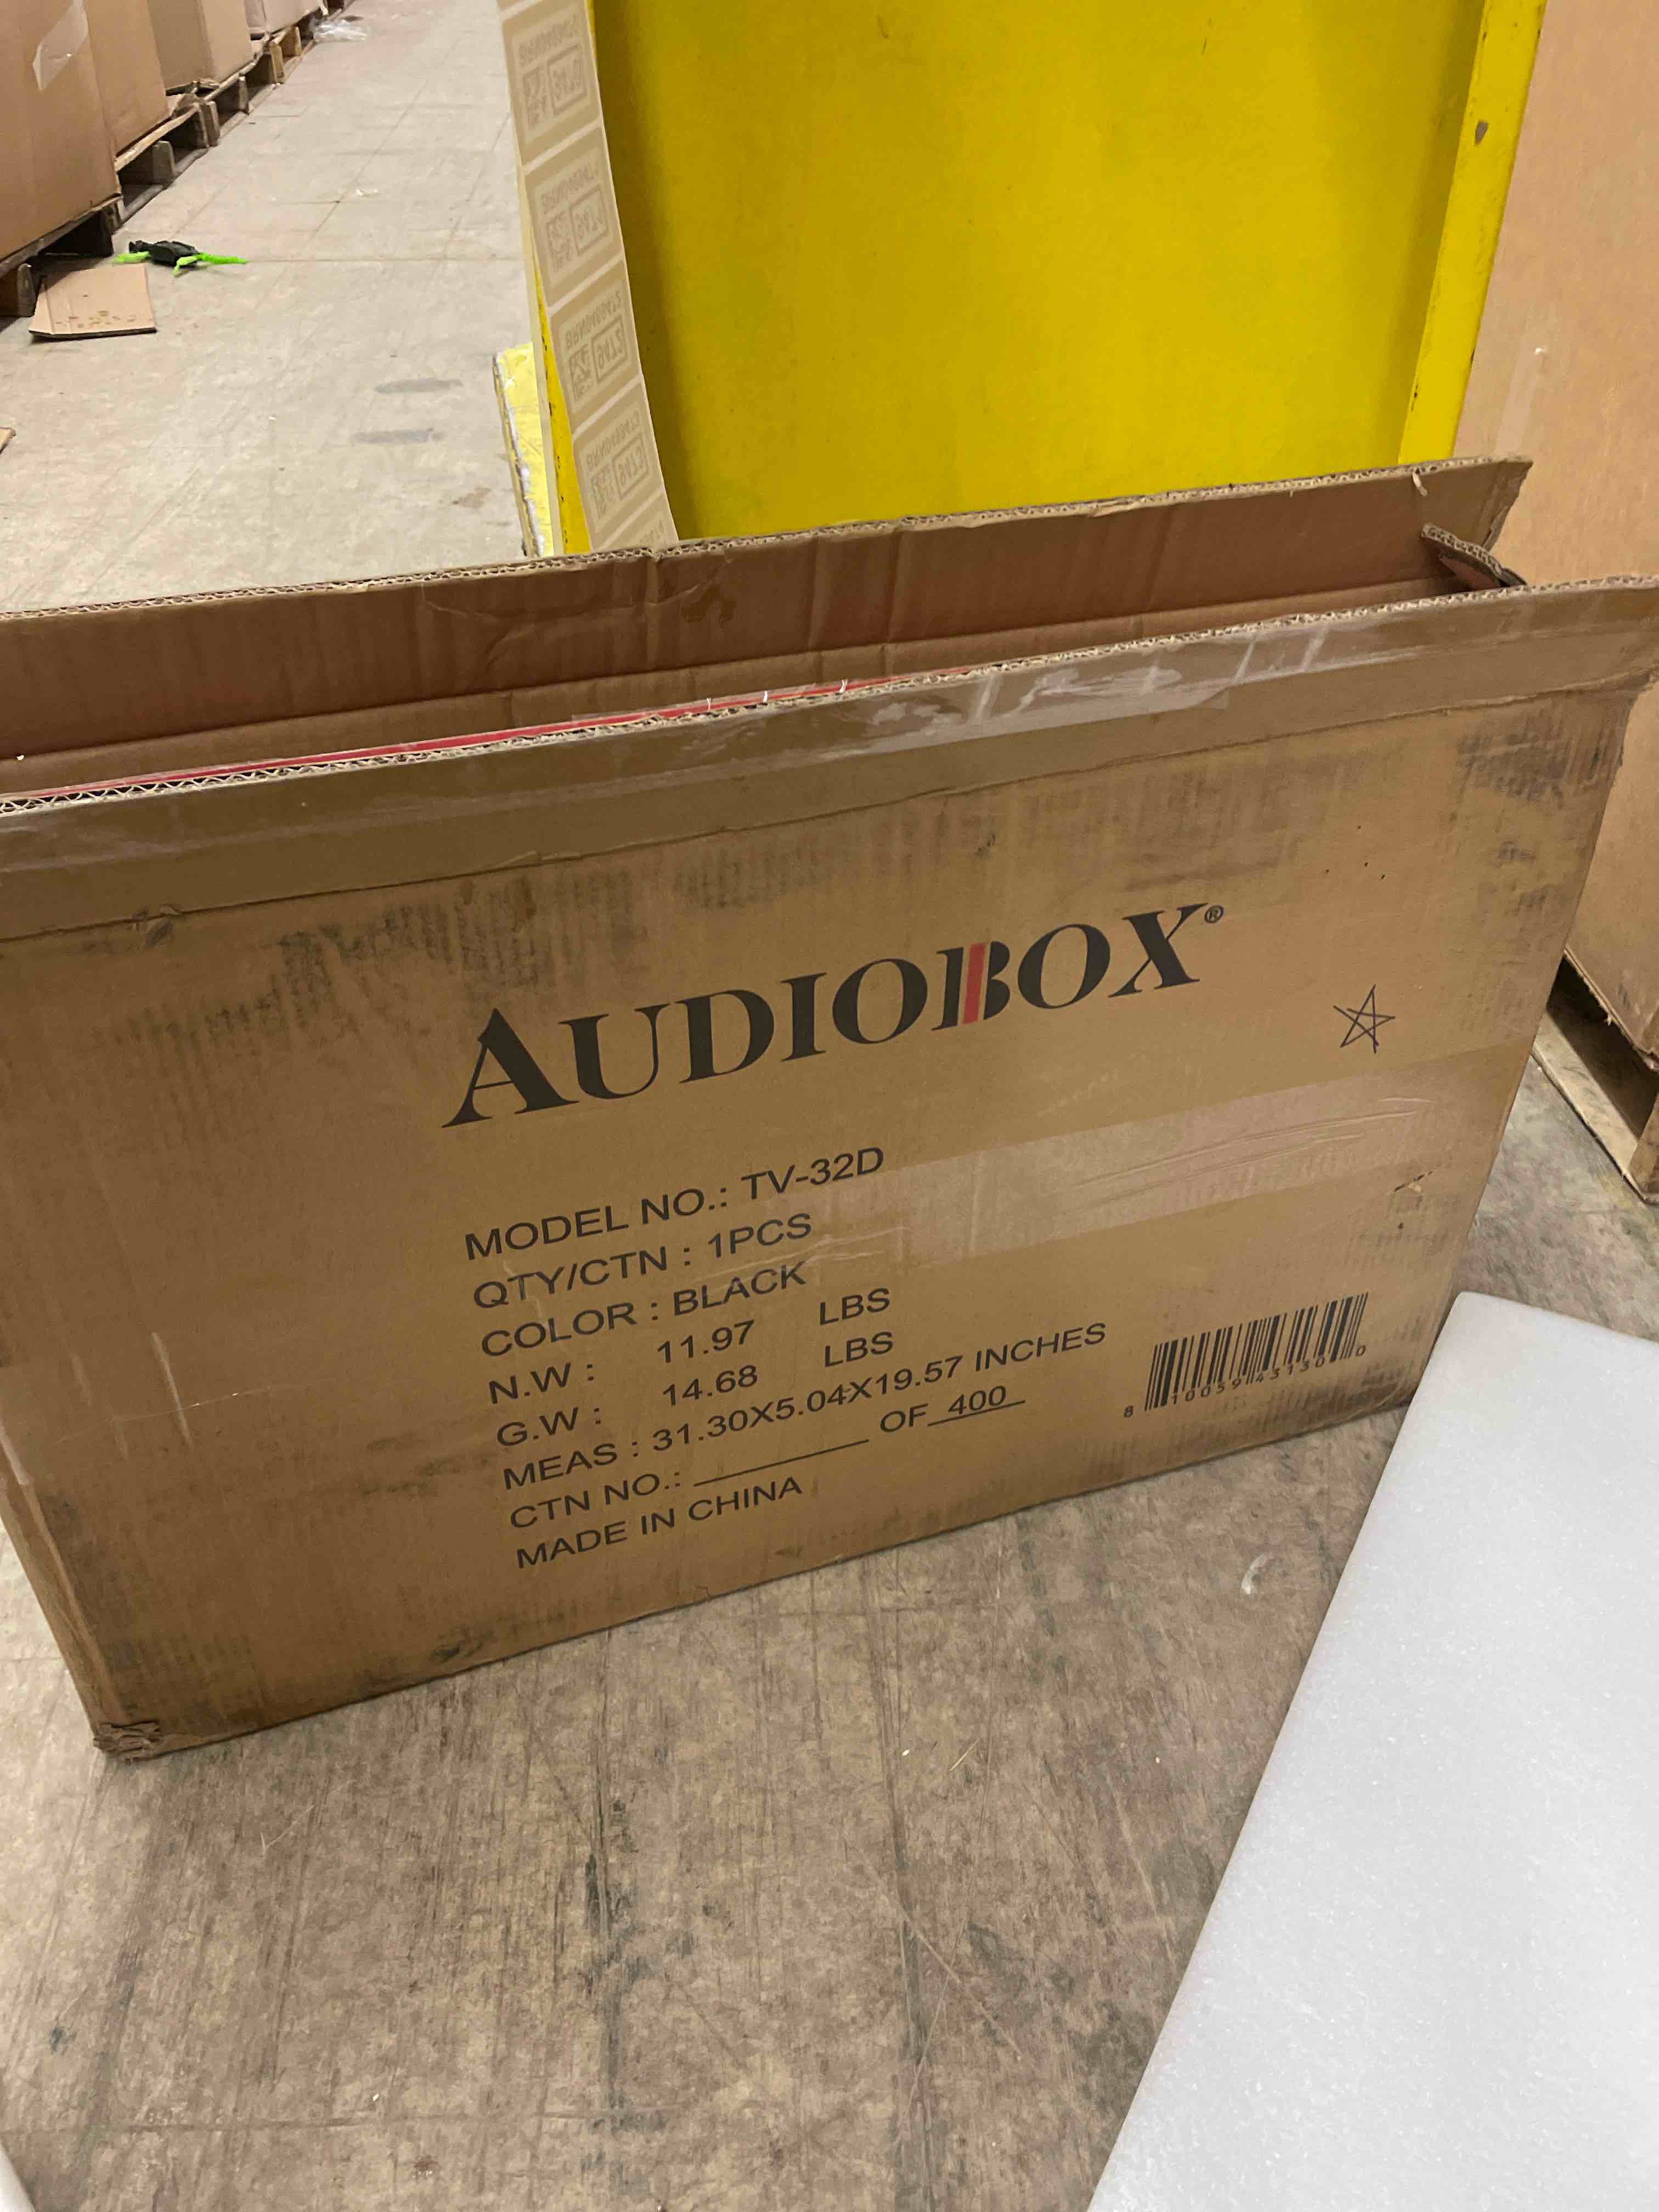 AUDIOBOX®
MODEL NO.: TV-32D
QTY/CTN : 1PCS
COLOR : BLACK
N.W : 11.97 LBS
G.W : 14.68 LBS
MEAS : 31.30X5.04X19.57 INCHES
CTN NO.: ________ OF 400
MADE IN CHINA